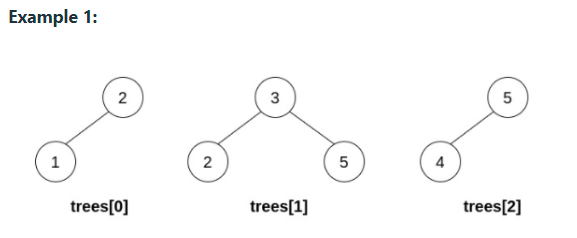 Example 1:
2 3 5
1 2 5 4
trees[0] trees[1] trees[2]